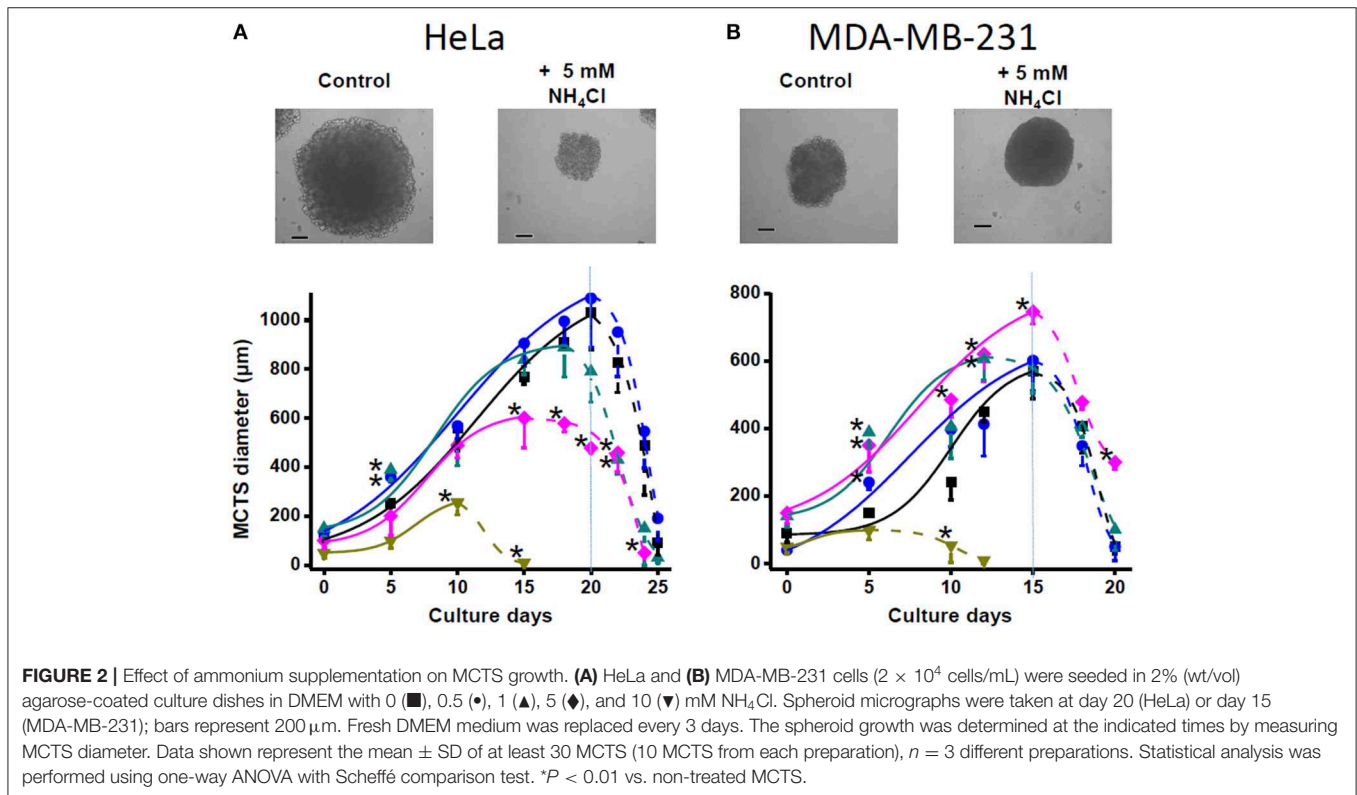 A HeLa B MDA-MB-231
Control
+ 5 mM
NH₄Cl
Control
+ 5 mM
NH₄Cl
MCTS diameter (µm)
1000
800
600
400
200
0
0 5 10 15 20 25
Culture days
800
600
400
200
0
0 5 10 15 20
Culture days
* * * * * * * * * * *
* * * * * * * * *
FIGURE 2 | Effect of ammonium supplementation on MCTS growth. (A) HeLa and (B) MDA-MB-231 cells (2 × 10⁴ cells/mL) were seeded in 2% (wt/vol)
agarose-coated culture dishes in DMEM with 0 (■), 0.5 (•), 1 (▲), 5 (♦), and 10 (▼) mM NH₄Cl. Spheroid micrographs were taken at day 20 (HeLa) or day 15
(MDA-MB-231); bars represent 200 µm. Fresh DMEM medium was replaced every 3 days. The spheroid growth was determined at the indicated times by measuring
MCTS diameter. Data shown represent the mean ± SD of at least 30 MCTS (10 MCTS from each preparation), n = 3 different preparations. Statistical analysis was
performed using one-way ANOVA with Scheffé comparison test. *P < 0.01 vs. non-treated MCTS.